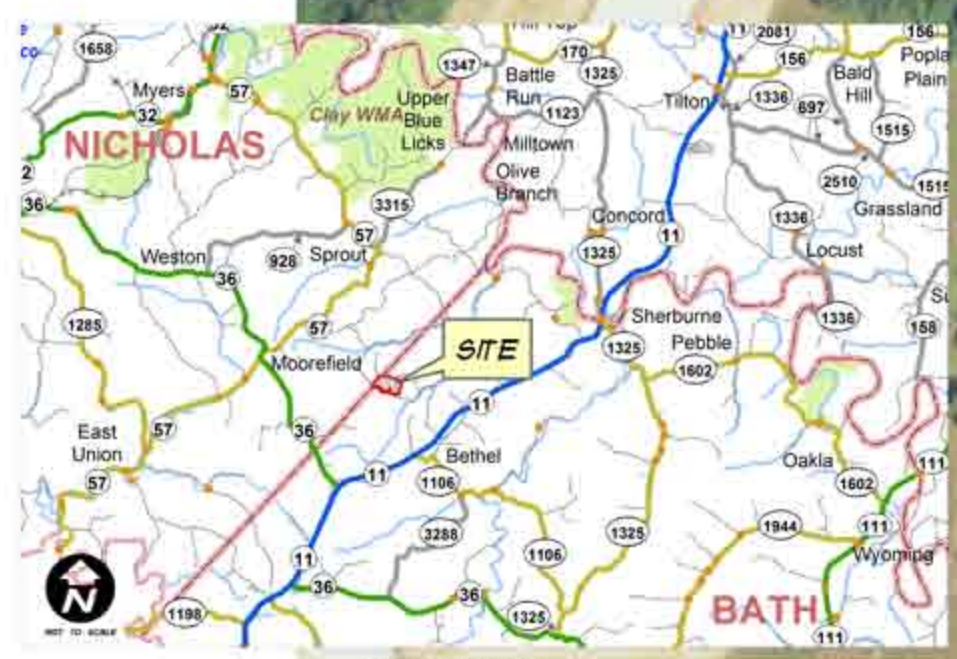 32
1658
1347
170
1325
11
2081
156
156
Popla
Plain
Bald
Hill
Battle
Run
Myers
57
Clay WMA
Upper
Blue
Licks
Tilton
1336
697
32
1123
NICHOLAS
Milltown
1515
Olive
Branch
2510
1515
36
3315
Grassland
Concord
1336
57
11
Weston
928
Sprout
1325
Locust
36
1285
57
Sherburne
1336
158
1325
Pebble
SITE
Moorefield
1602
11
36
57
East
Union
Bethel
Oakla
111
11
57
1106
1602
3288
1325
1944
111
1106
Wyoming
11
36
36
N
NOT TO SCALE
1198
1325
BATH
111